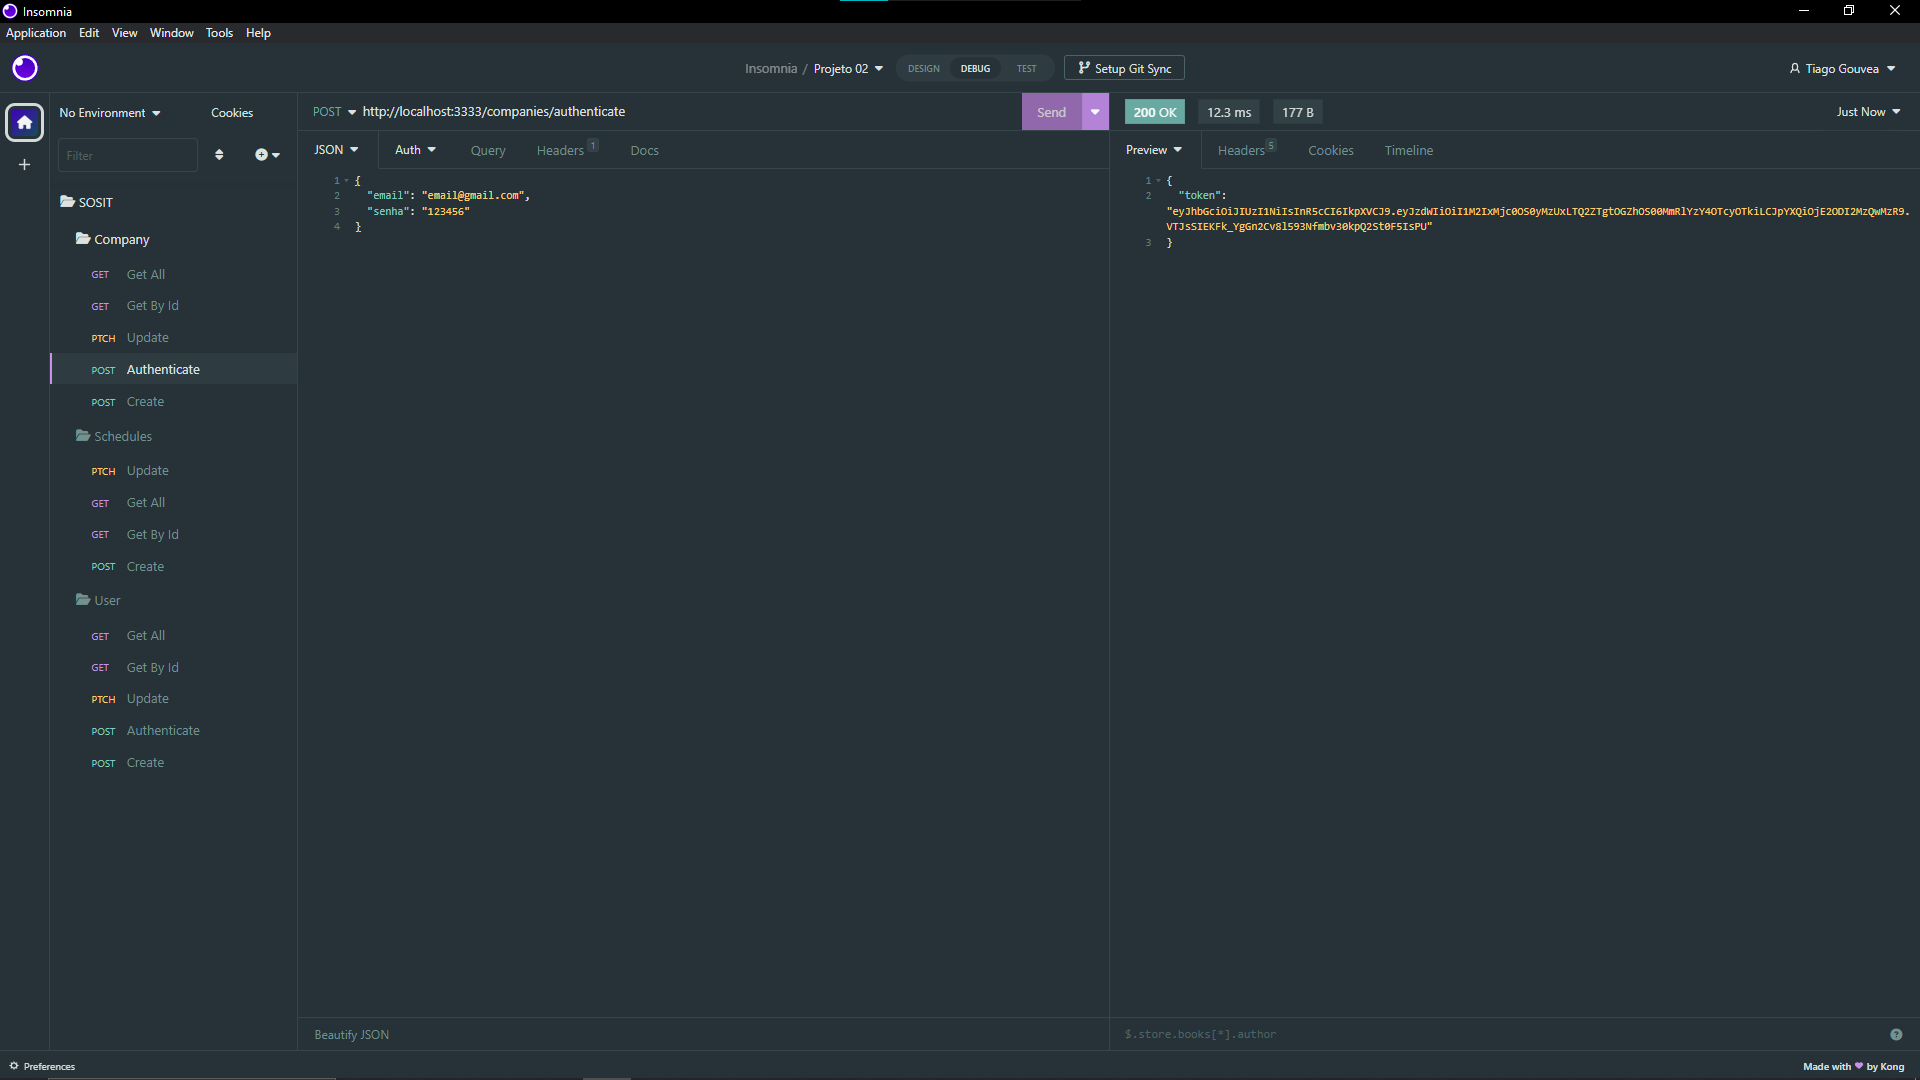 Insomnia
Application Edit View Window Tools Help
Insomnia / Projeto 02
DESIGN DEBUG TEST
Setup Git Sync
Tiago Gouvea
No Environment
Cookies
Filter
SOSIT
Company
GET Get All
GET Get By Id
PTCH Update
POST Authenticate
POST Create
Schedules
PTCH Update
GET Get All
GET Get By Id
POST Create
User
GET Get All
GET Get By Id
PTCH Update
POST Authenticate
POST Create
POST http://localhost:3333/companies/authenticate
Send
JSON Auth Query Headers 1 Docs
1 {
2 "email": "email@gmail.com",
3 "senha": "123456"
4 }
Beautify JSON
200 OK 12.3 ms 177 B
Just Now
Preview Headers 5 Cookies Timeline
1 {
2 "token":
"eyJhbGciOiJIUzI1NiIsInR5cCI6IkpXVCJ9.eyJzdWIiOiI1M2IxMjc0OS0yMzUxLTQ2ZTgtOGZhOS00MmRlYzY4OTcyOTkiLCJpYXQiOjE2ODI2MzQwMzR9.
VTJsSIEKFk_YgGn2Cv8l593Nfmbv30kpQ2St0F5IsPU"
3 }
$.store.books[*].author
Preferences
Made with by Kong